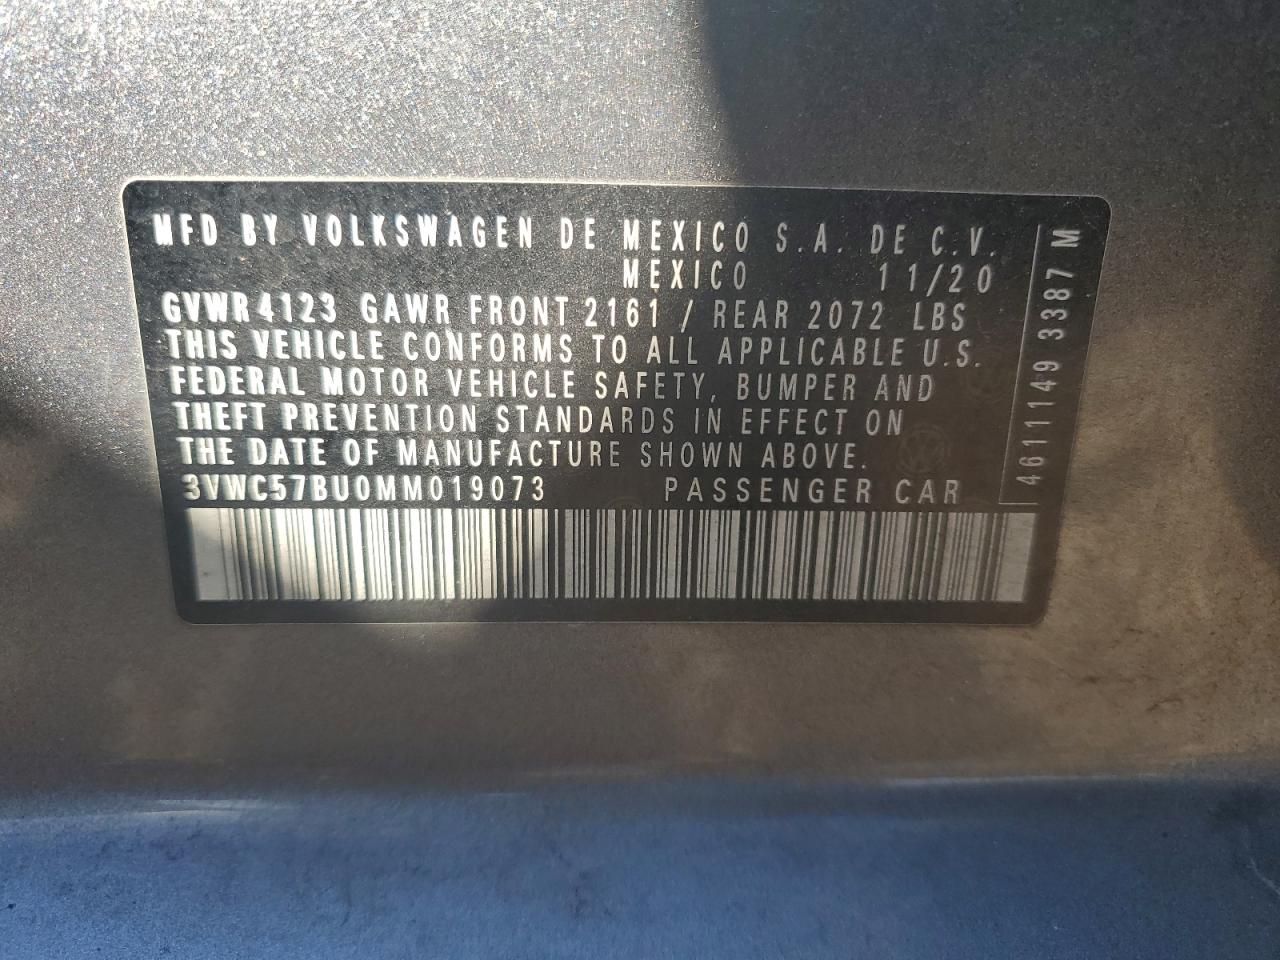 MFD BY VOLKSWAGEN DE MEXICO S.A. DE C.V.
MEXICO 11/20
GVWR 4123 GAWR FRONT 2161 / REAR 2072 LBS
THIS VEHICLE CONFORMS TO ALL APPLICABLE U.S.
FEDERAL MOTOR VEHICLE SAFETY, BUMPER AND
THEFT PREVENTION STANDARDS IN EFFECT ON
THE DATE OF MANUFACTURE SHOWN ABOVE.
3VWC57BU0MM019073 PASSENGER CAR
4611149 3387 M